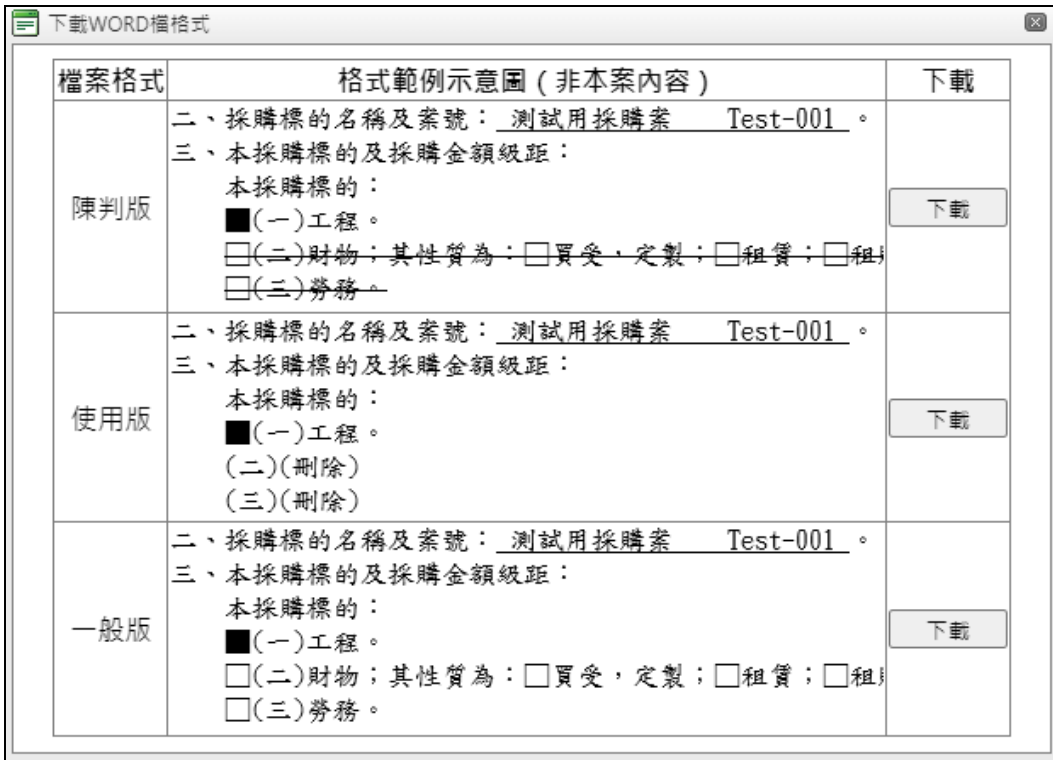 下載WORD檔格式
檔案格式 格式範例示意圖(非本案內容) 下載
陳判版
二、採購標的名稱及案號： 測試用採購案 Test-001 。
三、本採購標的及採購金額級距：
本採購標的：
■(一)工程。
□(二)財物；其性質為：□買受，定製；□租賃；□租
□(三)勞務。
下載
使用版
二、採購標的名稱及案號： 測試用採購案 Test-001 。
三、本採購標的及採購金額級距：
本採購標的：
■(一)工程。
(二)(刪除)
(三)(刪除)
下載
一般版
二、採購標的名稱及案號： 測試用採購案 Test-001 。
三、本採購標的及採購金額級距：
本採購標的：
■(一)工程。
□(二)財物；其性質為：□買受，定製；□租賃；□租
□(三)勞務。
下載